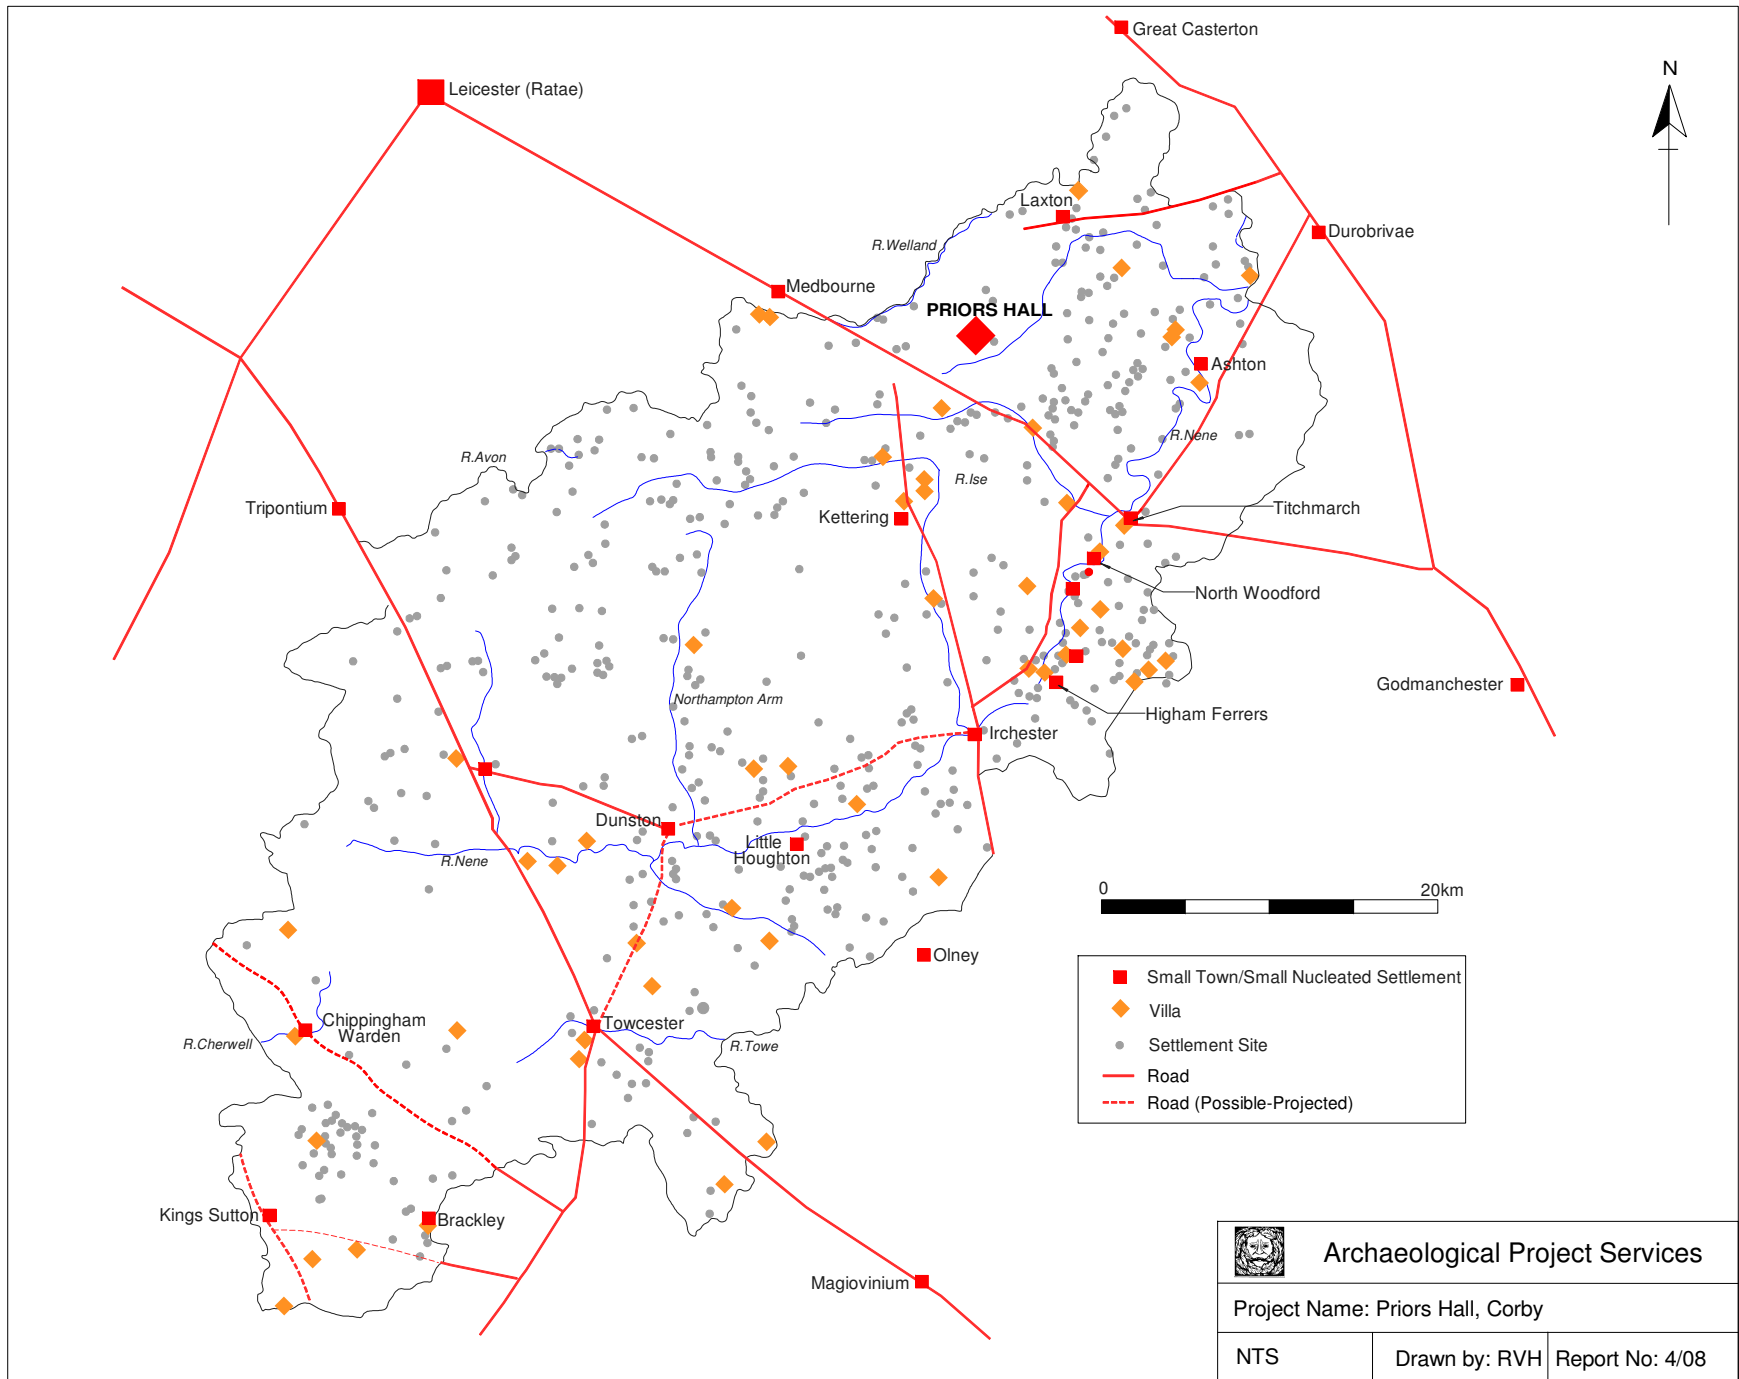 Great Casterton
N
Leicester (Ratae)
Laxton
Durobrivae
R.Welland
Medbourne
PRIORS HALL
Ashton
R.Nene
R.Avon
R.Ise
Tripontium
Kettering
Titchmarch
North Woodford
Godmanchester
Northampton Arm
Higham Ferrers
Irchester
Dunston
Little
Houghton
R.Nene
0 20km
Olney
Small Town/Small Nucleated Settlement
Villa
Settlement Site
Road
Road (Possible-Projected)
Chippingham
Warden
R.Cherwell
Towcester
R.Towe
Kings Sutton
Brackley
Magiovinium
Archaeological Project Services
Project Name: Priors Hall, Corby
NTS
Drawn by: RVH
Report No: 4/08